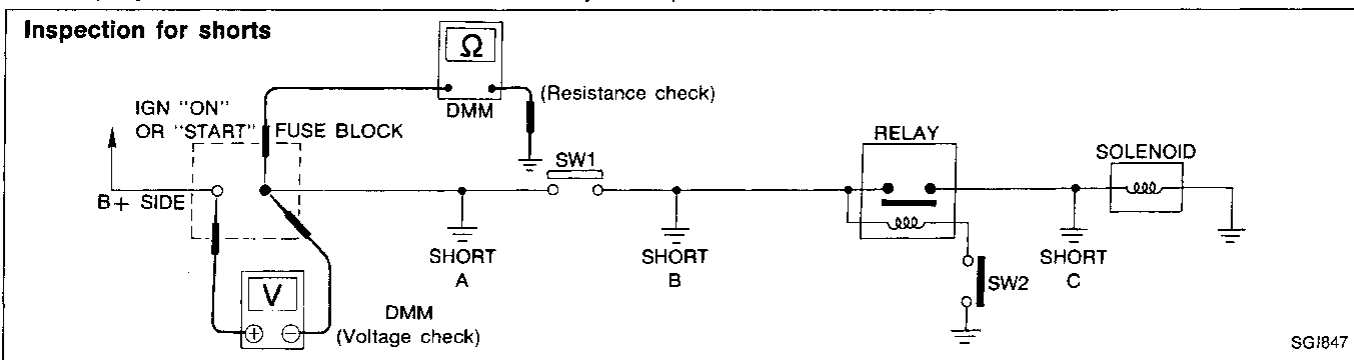 Inspection for shorts
Ω
DMM
(Resistance check)
IGN "ON"
OR "START"
FUSE BLOCK
B+ SIDE
SW1
RELAY
SOLENOID
SHORT
A
SHORT
B
SHORT
C
SW2
V
+ −
DMM
(Voltage check)
SGI847